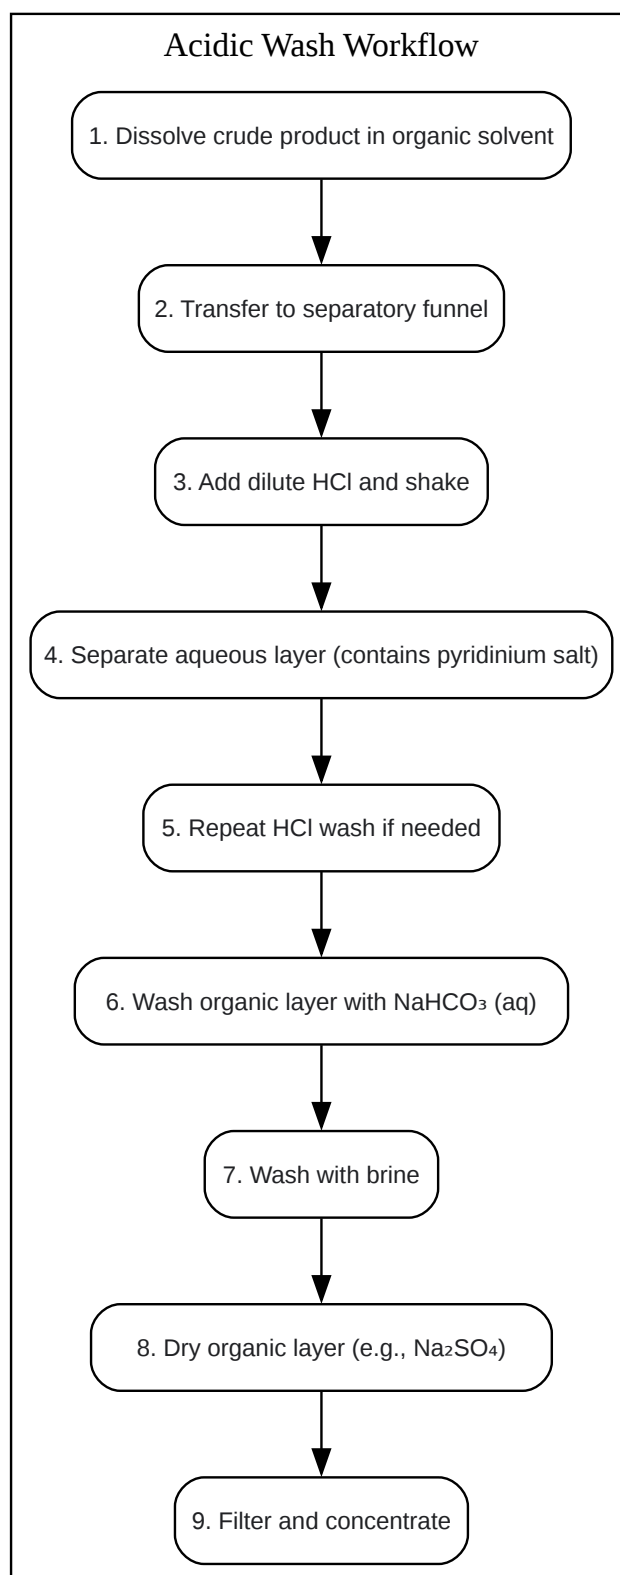 Acidic Wash Workflow
1. Dissolve crude product in organic solvent
2. Transfer to separatory funnel
3. Add dilute HCl and shake
4. Separate aqueous layer (contains pyridinium salt)
5. Repeat HCl wash if needed
6. Wash organic layer with NaHCO₃ (aq)
7. Wash with brine
8. Dry organic layer (e.g., Na₂SO₄)
9. Filter and concentrate